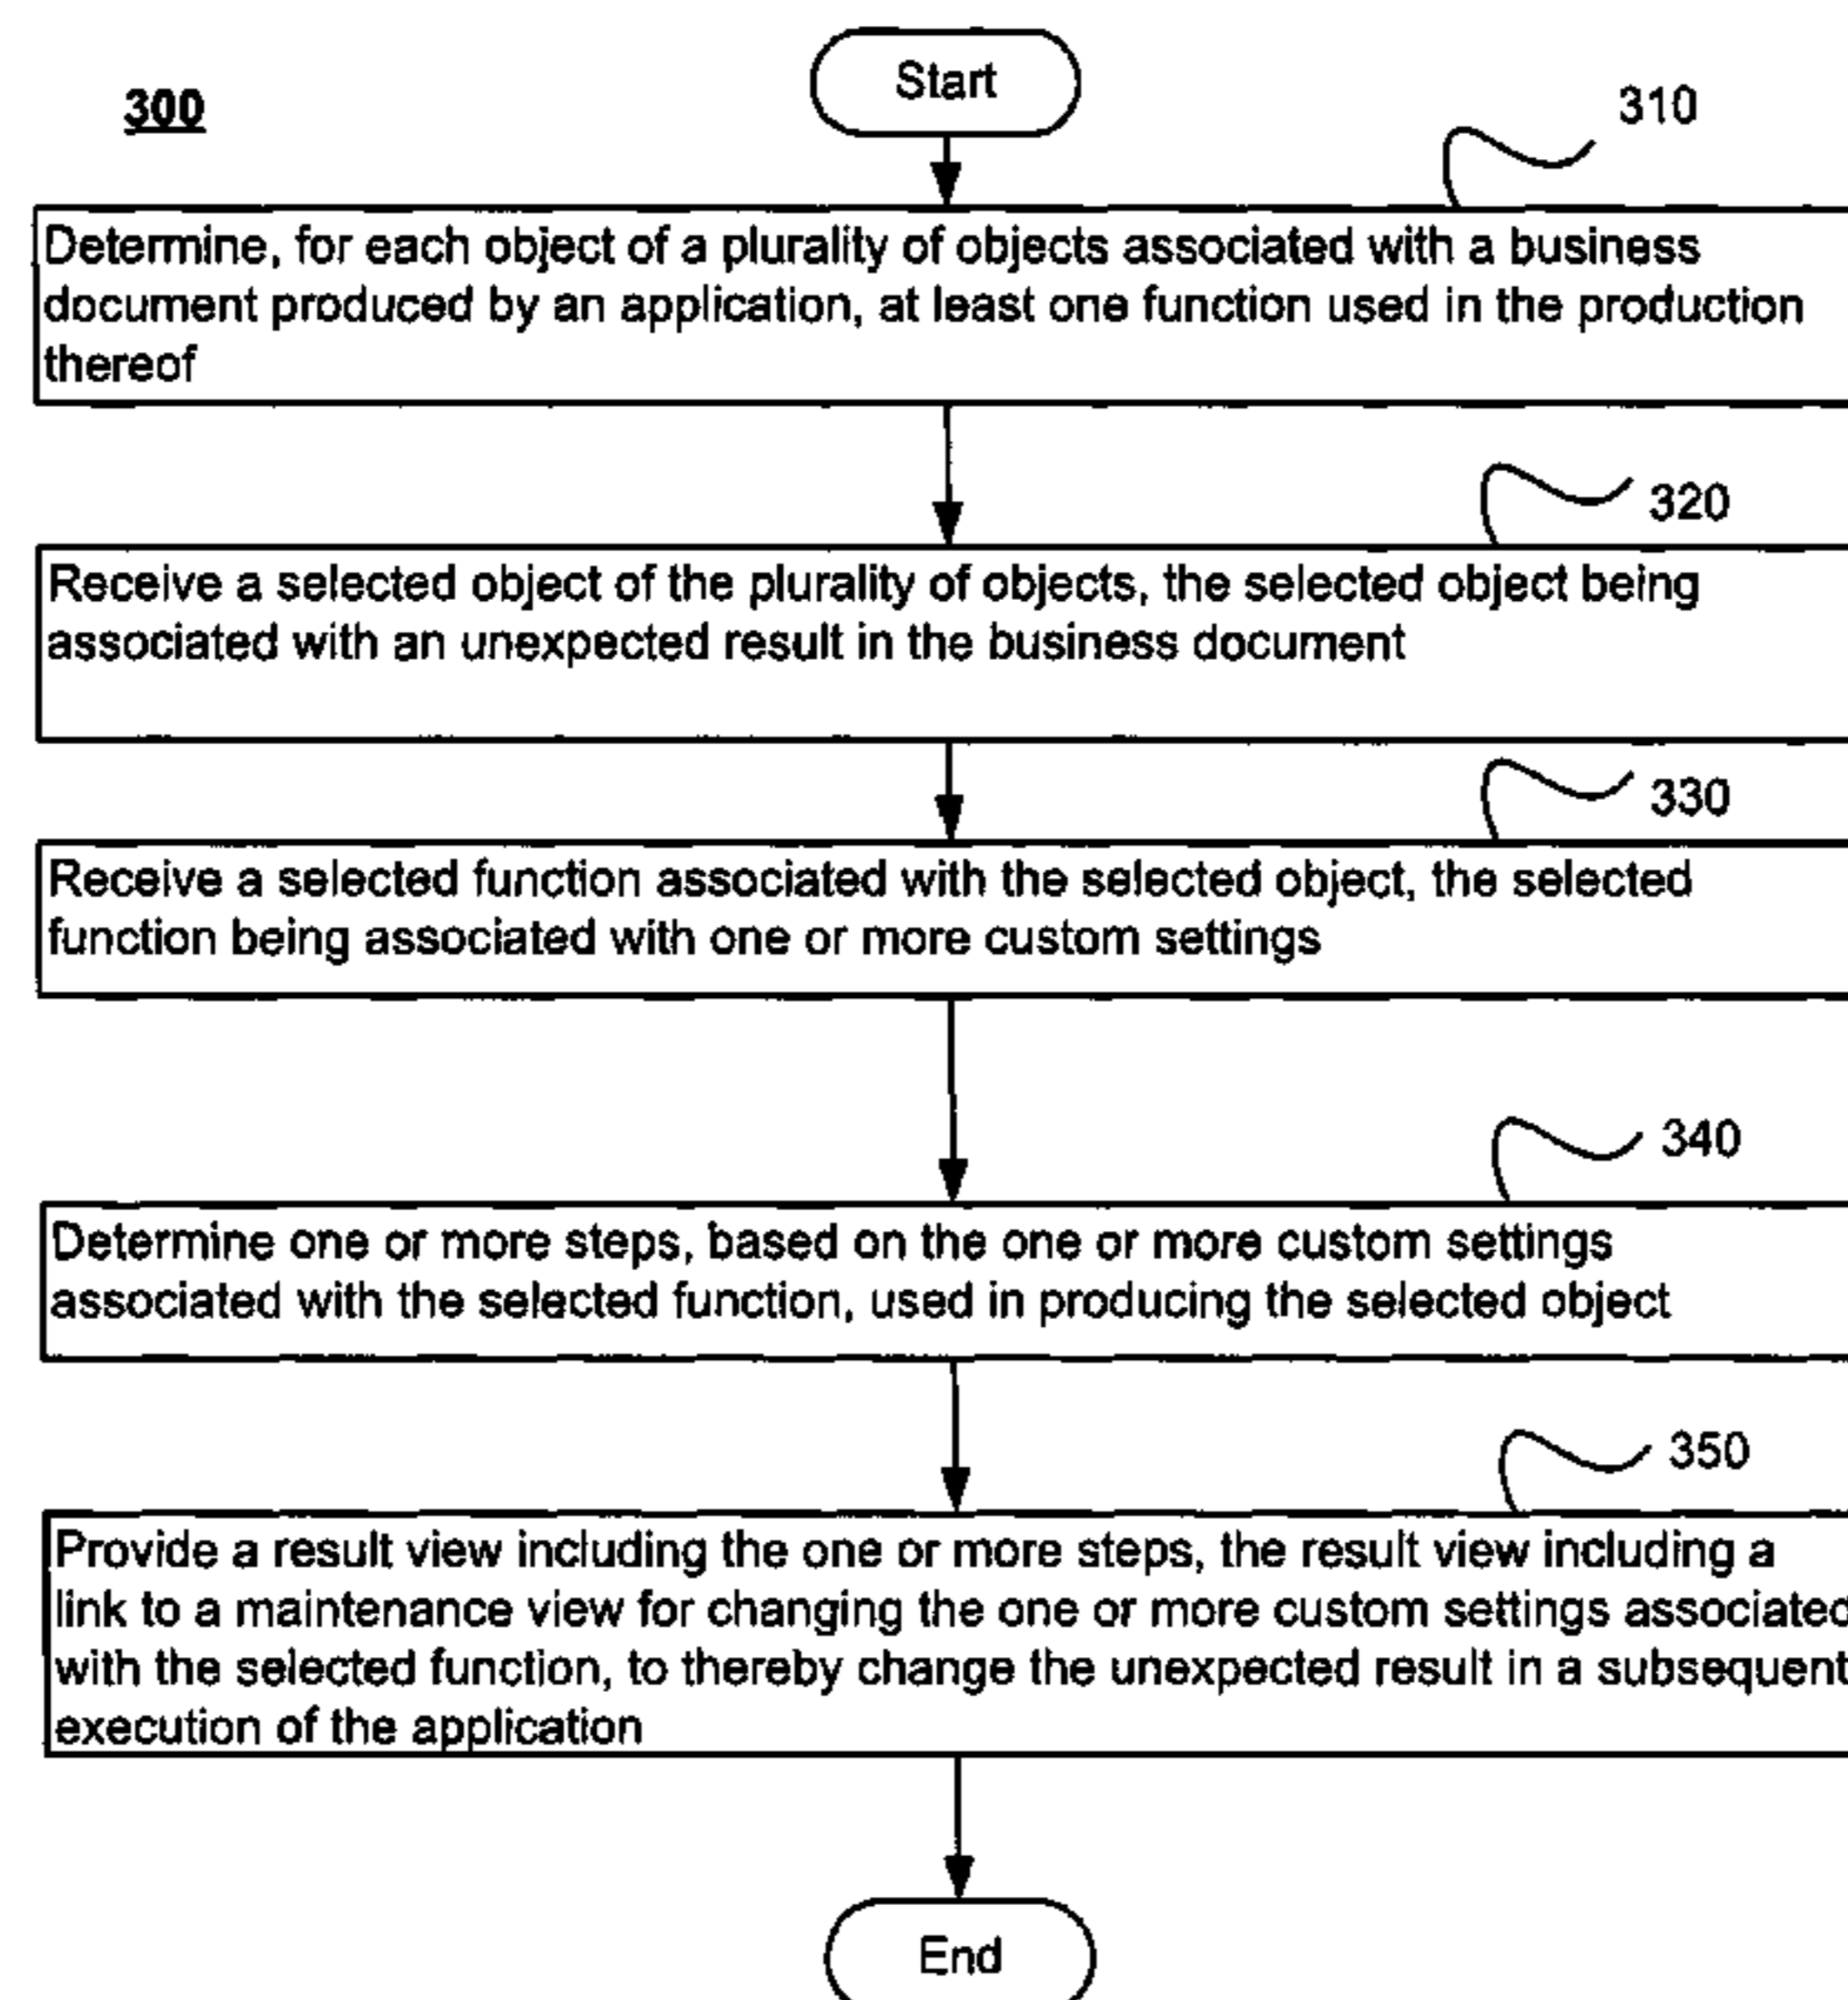 Start
300
310
Determine, for each object of a plurality of objects associated with a business
document produced by an application, at least one function used in the production
thereof
320
Receive a selected object of the plurality of objects, the selected object being
associated with an unexpected result in the business document
330
Receive a selected function associated with the selected object, the selected
function being associated with one or more custom settings
340
Determine one or more steps, based on the one or more custom settings
associated with the selected function, used in producing the selected object
350
Provide a result view including the one or more steps, the result view including a
link to a maintenance view for changing the one or more custom settings associated
with the selected function, to thereby change the unexpected result in a subsequent
execution of the application
End